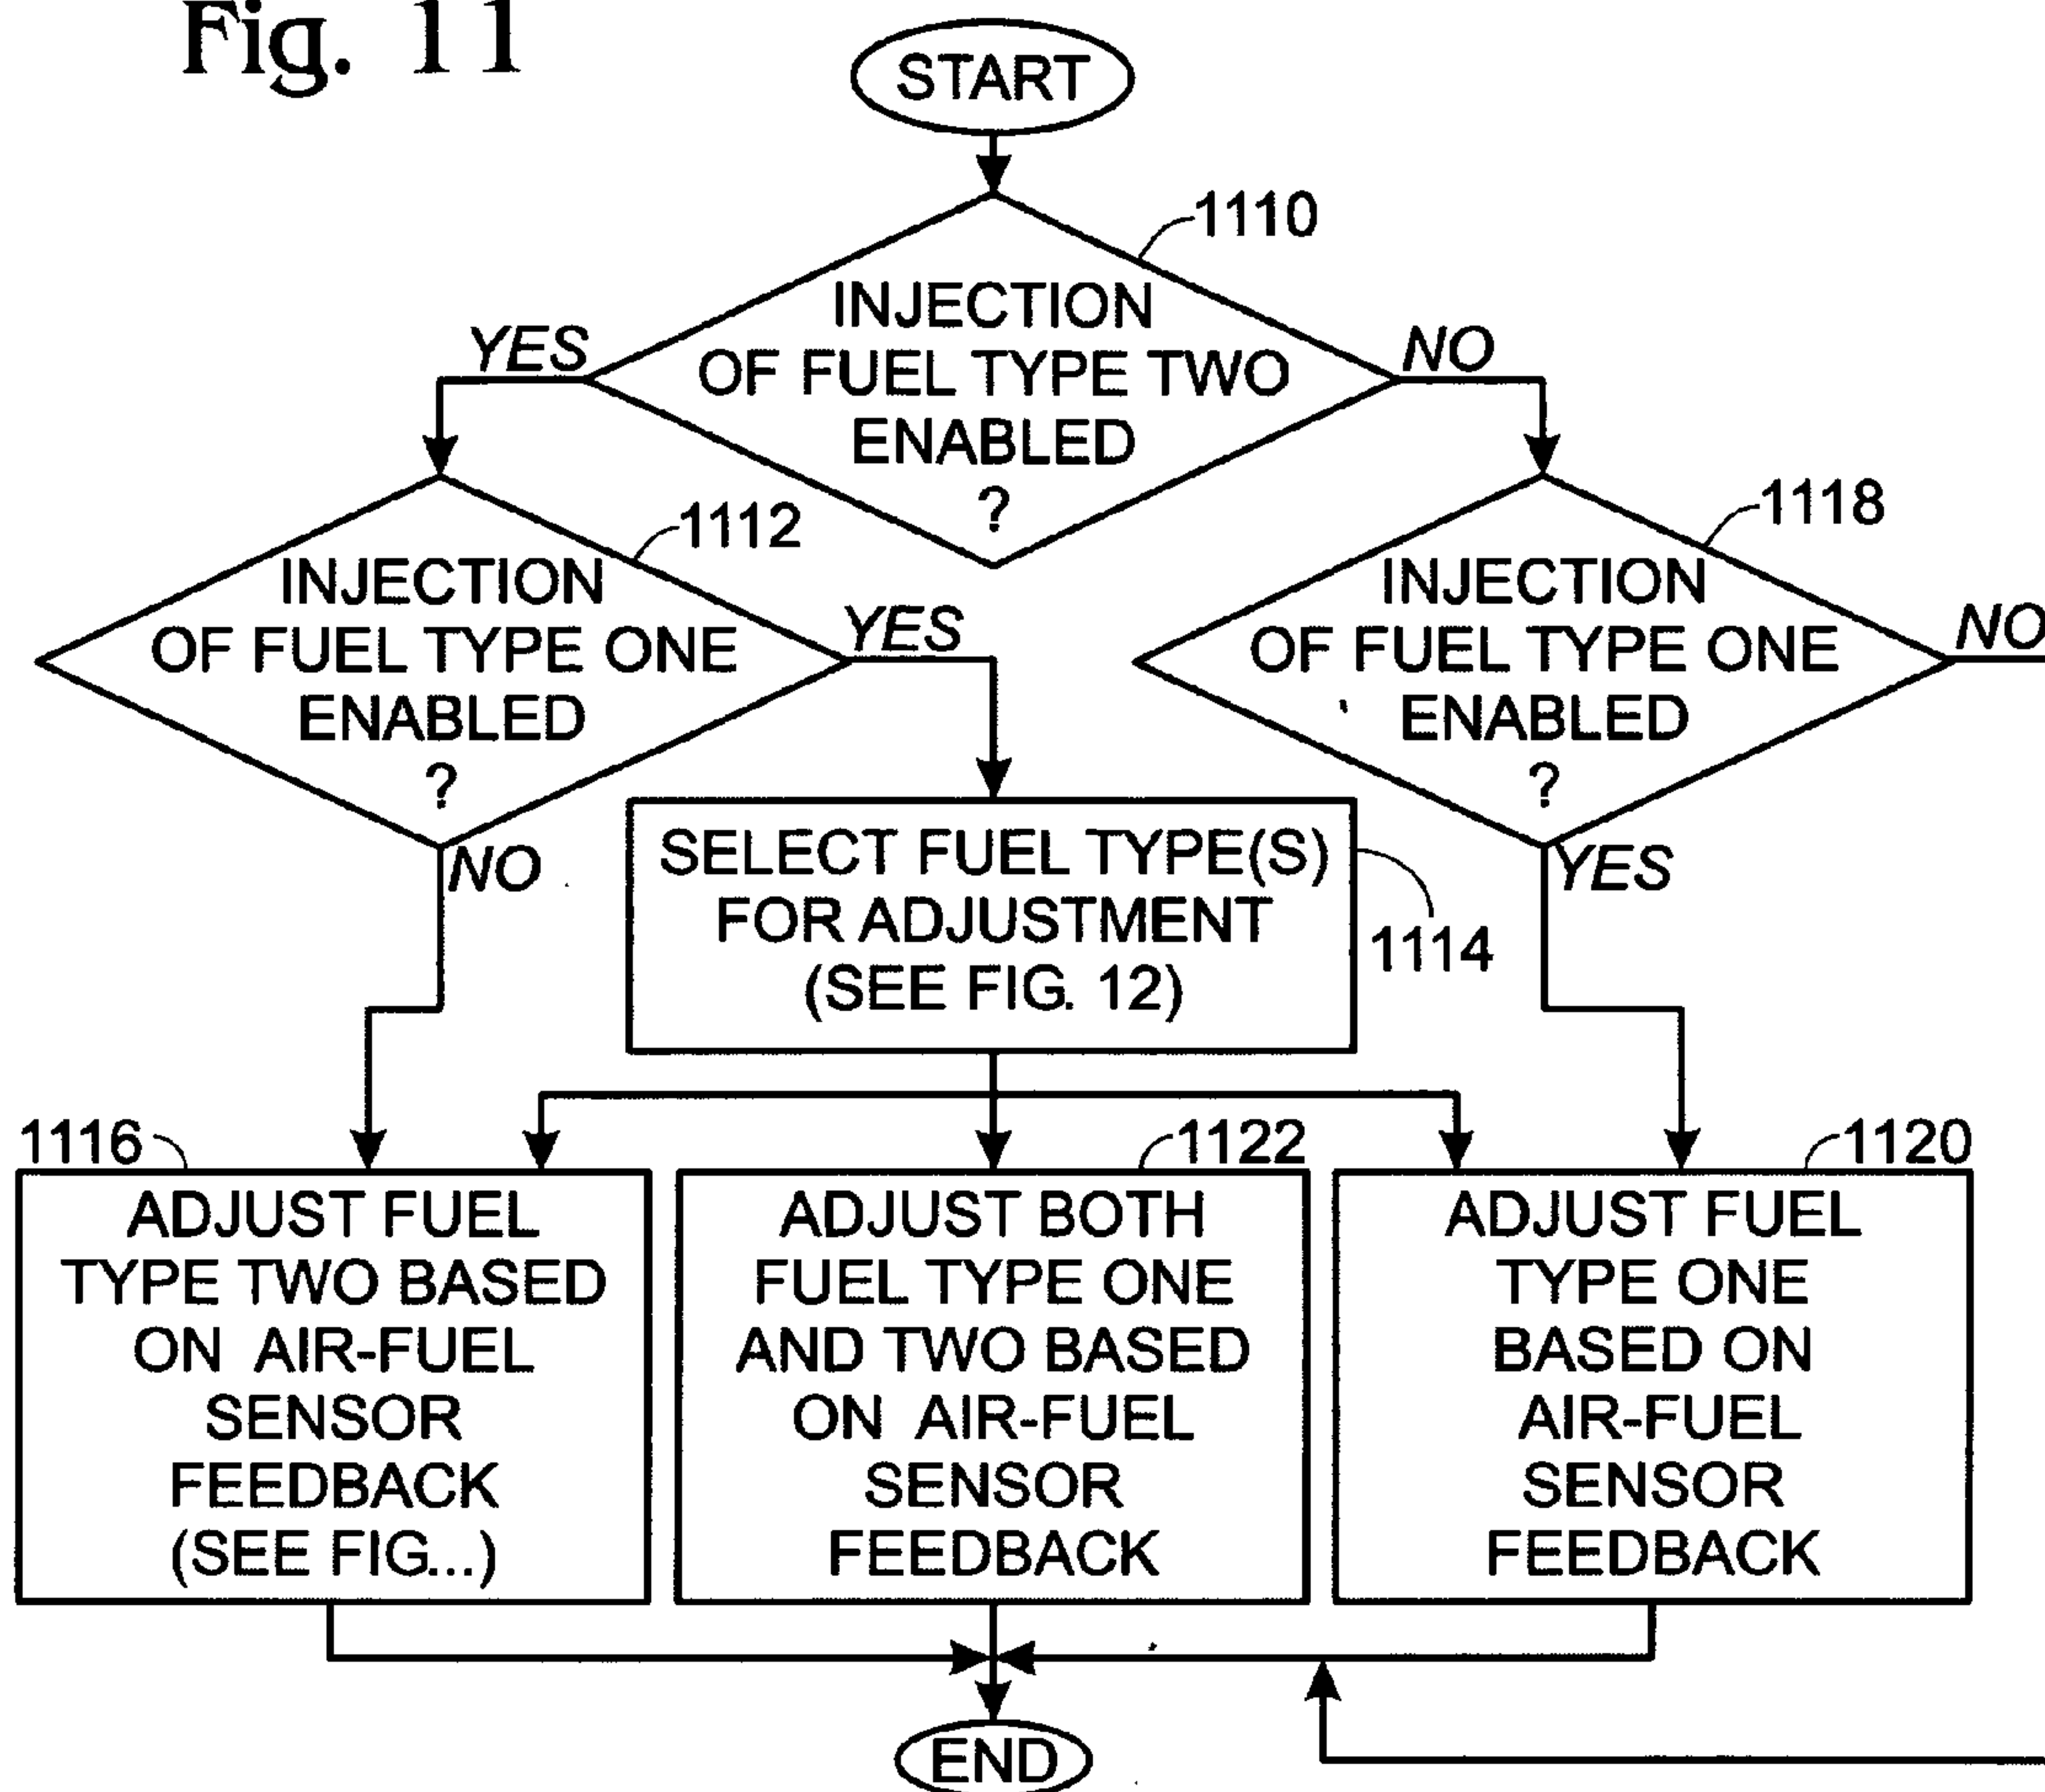 Fig. 11
START
1110
INJECTION
OF FUEL TYPE TWO
ENABLED
?
YES
NO
1112
INJECTION
OF FUEL TYPE ONE
ENABLED
?
YES
NO
1118
INJECTION
OF FUEL TYPE ONE
ENABLED
?
NO
YES
SELECT FUEL TYPE(S)
FOR ADJUSTMENT
(SEE FIG. 12)
1114
1116
ADJUST FUEL
TYPE TWO BASED
ON AIR-FUEL
SENSOR
FEEDBACK
(SEE FIG...)
1122
ADJUST BOTH
FUEL TYPE ONE
AND TWO BASED
ON AIR-FUEL
SENSOR
FEEDBACK
1120
ADJUST FUEL
TYPE ONE
BASED ON
AIR-FUEL
SENSOR
FEEDBACK
END